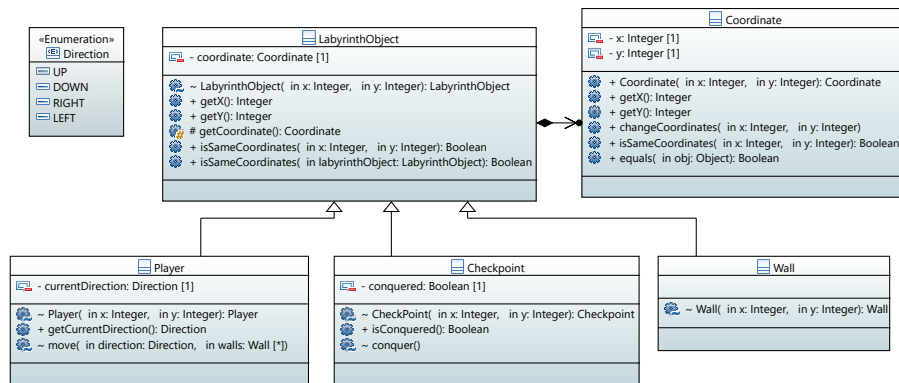 «Enumeration»
Direction
UP
DOWN
RIGHT
LEFT
LabyrinthObject
- coordinate: Coordinate [1]
~ LabyrinthObject( in x: Integer, in y: Integer): LabyrinthObject
+ getX(): Integer
+ getY(): Integer
# getCoordinate(): Coordinate
+ isSameCoordinates( in x: Integer, in y: Integer): Boolean
+ isSameCoordinates( in labyrinthObject: LabyrinthObject): Boolean
Coordinate
- x: Integer [1]
- y: Integer [1]
+ Coordinate( in x: Integer, in y: Integer): Coordinate
+ getX(): Integer
+ getY(): Integer
+ changeCoordinates( in x: Integer, in y: Integer)
+ isSameCoordinates( in x: Integer, in y: Integer): Boolean
+ equals( in obj: Object): Boolean
Player
- currentDirection: Direction [1]
~ Player( in x: Integer, in y: Integer): Player
+ getCurrentDirection(): Direction
~ move( in direction: Direction, in walls: Wall [*])
Checkpoint
- conquered: Boolean [1]
~ CheckPoint( in x: Integer, in y: Integer): Checkpoint
+ isConquered(): Boolean
~ conquer()
Wall
~ Wall( in x: Integer, in y: Integer): Wall